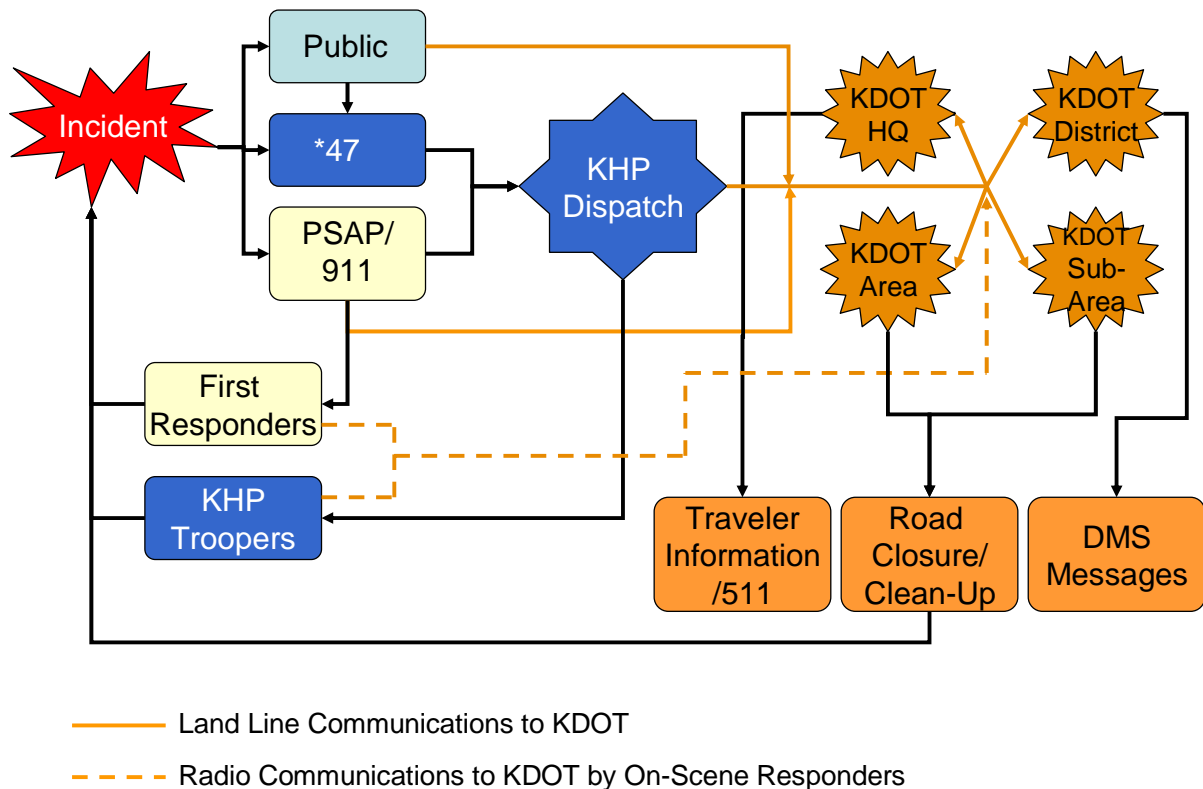 Public
Incident
*47
PSAP/
911
KHP
Dispatch
KDOT
HQ
KDOT
District
KDOT
Area
KDOT
Sub-
Area
First
Responders
KHP
Troopers
Traveler
Information
/511
Road
Closure/
Clean-Up
DMS
Messages
Land Line Communications to KDOT
Radio Communications to KDOT by On-Scene Responders